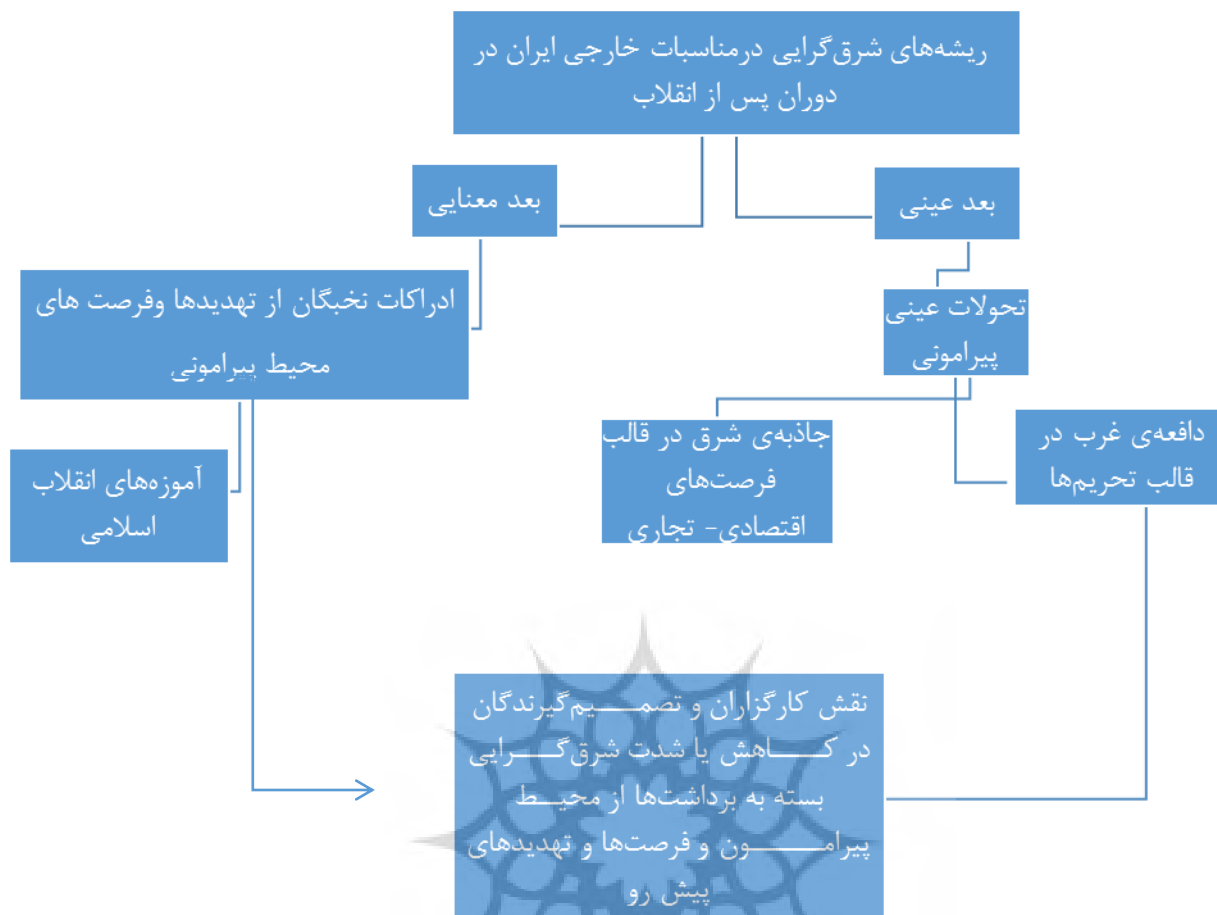 ریشه‌های شرق‌گرایی درمناسبات خارجی ایران در
دوران پس از انقلاب
بعد عینی
بعد معنایی
تحولات عینی
پیرامونی
ادراکات نخبگان از تهدیدها وفرصت های
محیط پیرامونی
دافعه‌ی غرب در
قالب تحریم‌ها
جاذبه‌ی شرق در قالب
فرصت‌های
اقتصادی- تجاری
آموزه‌های انقلاب
اسلامی
نقش کارگزاران و تصمـــیم‌گیرندگان
در کـــاهش یا شدت شرق‌گـــرایی
بسته به برداشت‌ها از محیـــط
پیرامـــون و فرصت‌ها و تهدیدهای
پیش رو